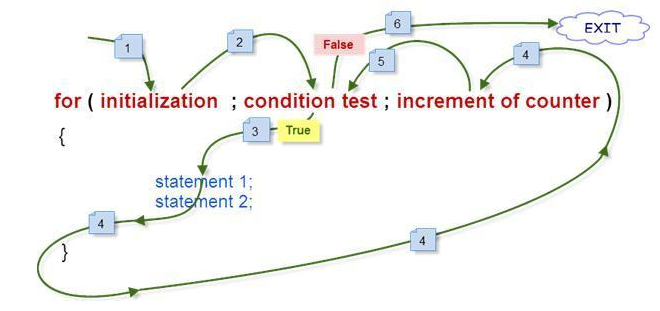 6
EXIT
1
2
False
5
4
for ( initialization ; condition test ; increment of counter )
{
3
True
statement 1;
statement 2;
4
4
}